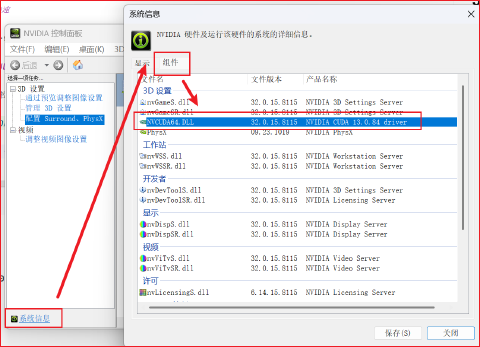 NVIDIA 控制面板
文件(F) 编辑(E) 桌面(K) 3D
后退
选择一项任务...
3D 设置
通过预览调整图像设置
管理 3D 设置
配置 Surround、PhysX
视频
调整视频图像设置
系统信息
系统信息
NVIDIA 硬件及运行该硬件的系统的详细信息。
显示 组件
文件名 文件版本 产品名称
3D 设置
nvGameS.dll 32.0.15.8115 NVIDIA 3D Settings Server
nvGameSR.dll 32.0.15.8115 NVIDIA 3D Settings Server
NVCUDA64.DLL 32.0.15.8115 NVIDIA CUDA 13.0.84 driver
PhysX 09.23.1019 NVIDIA PhysX
工作站
nvWSS.dll 32.0.15.8115 NVIDIA Workstation Server
nvWSSR.dll 32.0.15.8115 NVIDIA Workstation Server
开发者
nvDevToolS.dll 32.0.15.8115 NVIDIA 3D Settings Server
nvDevToolSR.dll 32.0.15.8115 NVIDIA Licensing Server
显示
nvDispS.dll 32.0.15.8115 NVIDIA Display Server
nvDispSR.dll 32.0.15.8115 NVIDIA Display Server
视频
nvViTvS.dll 32.0.15.8115 NVIDIA Video Server
nvViTvSR.dll 32.0.15.8115 NVIDIA Video Server
许可
nvLicensingS.dll 6.14.15.8115 NVIDIA Licensing Server
保存(S) 关闭